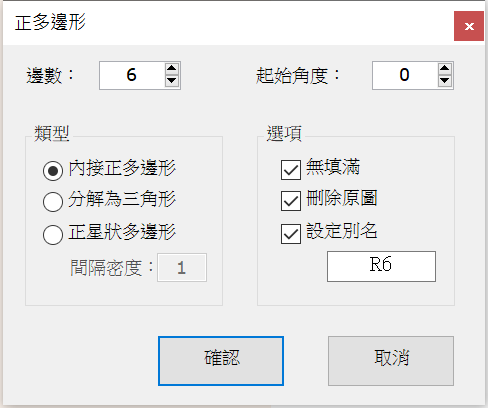 正多邊形
邊數： 6 起始角度： 0
類型 選項
內接正多邊形 無填滿
分解為三角形 刪除原圖
正星狀多邊形 設定別名
間隔密度： 1 R6
確認 取消